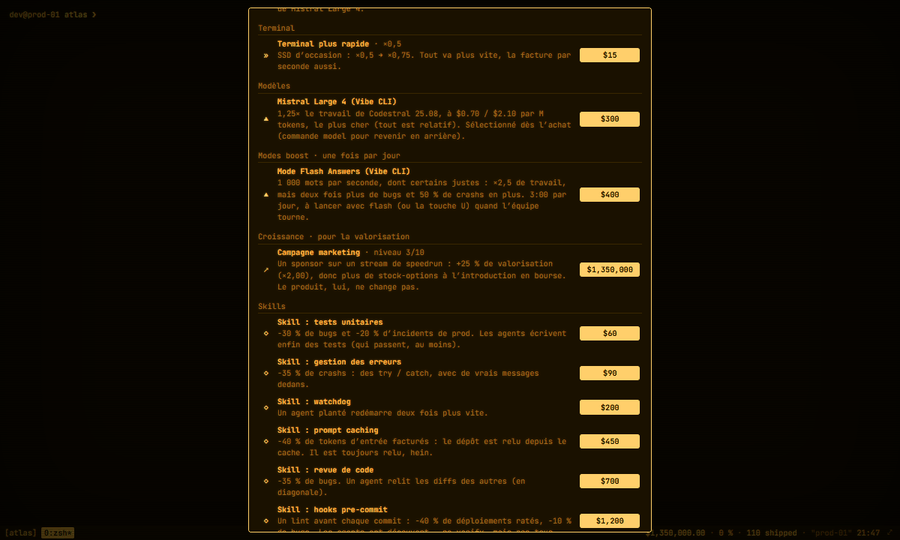 dev@prod-01 atlas ❯
de Mistral Large 4.
Terminal
Terminal plus rapide · ×0,5
» SSD d’occasion : ×0,5 → ×0,75. Tout va plus vite, la facture par
seconde aussi.
$15
Modèles
Mistral Large 4 (Vibe CLI)
1,25× le travail de Codestral 25.08, à $0.70 / $2.10 par M
▲ tokens, le plus cher (tout est relatif). Sélectionné dès l’achat
(commande model pour revenir en arrière).
$300
Modes boost · une fois par jour
Mode Flash Answers (Vibe CLI)
1 000 mots par seconde, dont certains justes : ×2,5 de travail,
▲ mais deux fois plus de bugs et 50 % de crashs en plus. 3:00 par
jour, à lancer avec flash (ou la touche U) quand l’équipe
tourne.
$400
Croissance · pour la valorisation
Campagne marketing · niveau 3/10
Un sponsor sur un stream de speedrun : +25 % de valorisation
↗ (×2,00), donc plus de stock-options à l’introduction en bourse.
Le produit, lui, ne change pas.
$1,350,000
Skills
Skill : tests unitaires
◇ -30 % de bugs et -20 % d’incidents de prod. Les agents écrivent
enfin des tests (qui passent, au moins).
$60
Skill : gestion des erreurs
◇ -35 % de crashs : des try / catch, avec de vrais messages
dedans.
$90
Skill : watchdog
◇ Un agent planté redémarre deux fois plus vite.
$200
Skill : prompt caching
◇ -40 % de tokens d’entrée facturés : le dépôt est relu depuis le
cache. Il est toujours relu, hein.
$450
Skill : revue de code
◇ -35 % de bugs. Un agent relit les diffs des autres (en
diagonale).
$700
Skill : hooks pre-commit
◇ Un lint avant chaque commit : -40 % de déploiements ratés, -10 %
$1,200
[atlas] 0:zsh* $1,350,000.00 · 0 % · 110 shipped · "prod-01" 21:47